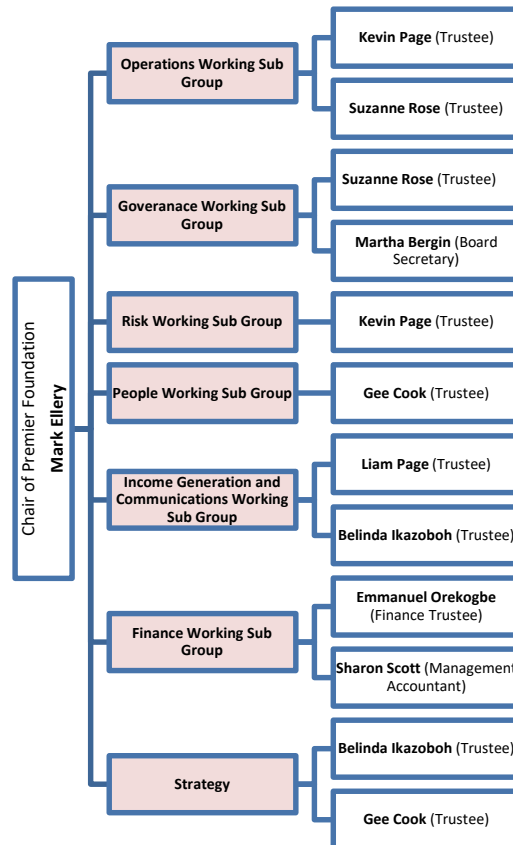 Chair of Premier Foundation
Mark Ellery
Operations Working Sub
Group
Kevin Page (Trustee)
Suzanne Rose (Trustee)
Goveranace Working Sub
Group
Suzanne Rose (Trustee)
Martha Bergin (Board
Secretary)
Risk Working Sub Group
Kevin Page (Trustee)
People Working Sub Group
Gee Cook (Trustee)
Income Generation and
Communications Working
Sub Group
Liam Page (Trustee)
Belinda Ikazoboh (Trustee)
Finance Working Sub
Group
Emmanuel Orekogbe
(Finance Trustee)
Sharon Scott (Management
Accountant)
Strategy
Belinda Ikazoboh (Trustee)
Gee Cook (Trustee)